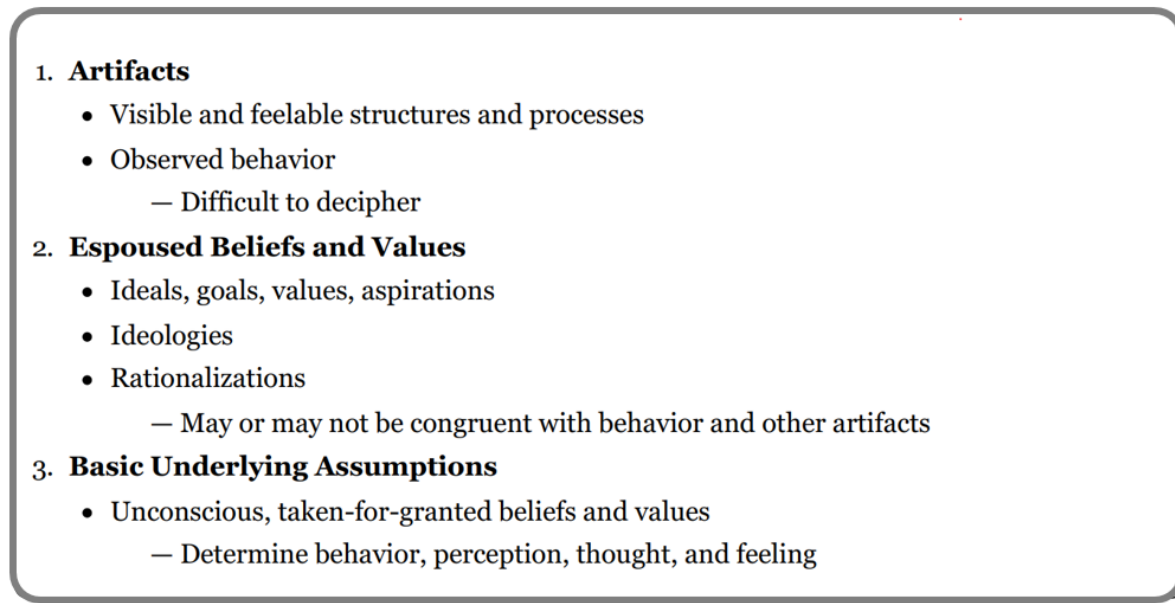 1. Artifacts
• Visible and feelable structures and processes
• Observed behavior
— Difficult to decipher
2. Espoused Beliefs and Values
• Ideals, goals, values, aspirations
• Ideologies
• Rationalizations
— May or may not be congruent with behavior and other artifacts
3. Basic Underlying Assumptions
• Unconscious, taken-for-granted beliefs and values
— Determine behavior, perception, thought, and feeling